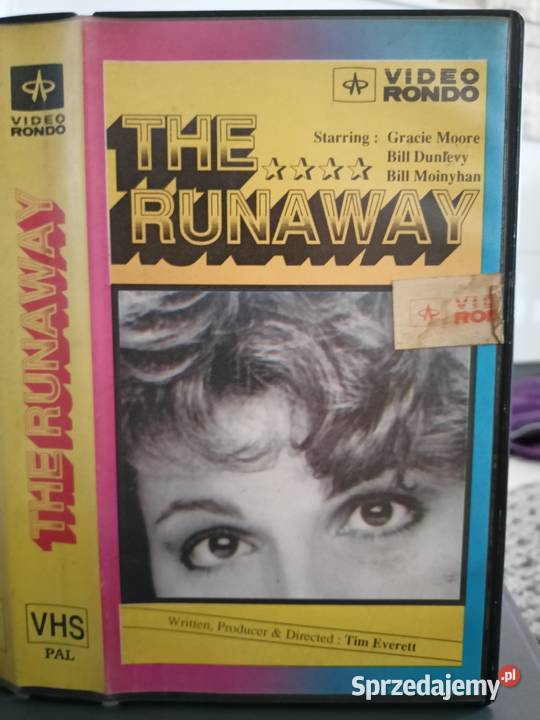 VIDEO
RONDO
THE RUNAWAY
VHS
PAL
VIDEO
RONDO
THE
RUNAWAY
Starring : Gracie Moore
Bill Dunlevy
Bill Moinyhan
Written, Producer & Directed : Tim Everett
Sprzedajemy.pl